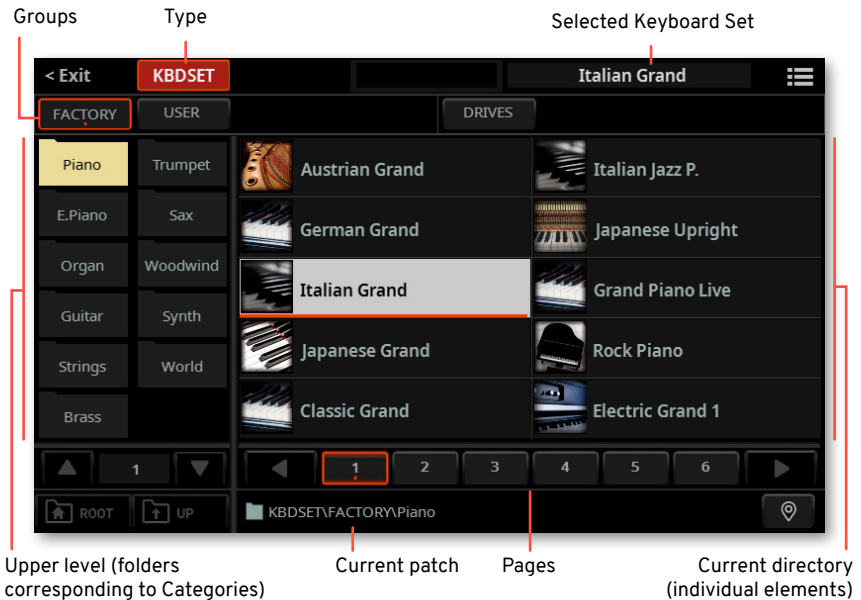 Groups
Type
Selected Keyboard Set
< Exit
KBDSET
Italian Grand
FACTORY
USER
DRIVES
Piano
Trumpet
E.Piano
Sax
Organ
Woodwind
Guitar
Synth
Strings
World
Brass
Austrian Grand
Italian Jazz P.
German Grand
Japanese Upright
Italian Grand
Grand Piano Live
Japanese Grand
Rock Piano
Classic Grand
Electric Grand 1
1
1
2
3
4
5
6
ROOT
UP
KBDSET\FACTORY\Piano
Upper level (folders
corresponding to Categories)
Current patch
Pages
Current directory
(individual elements)